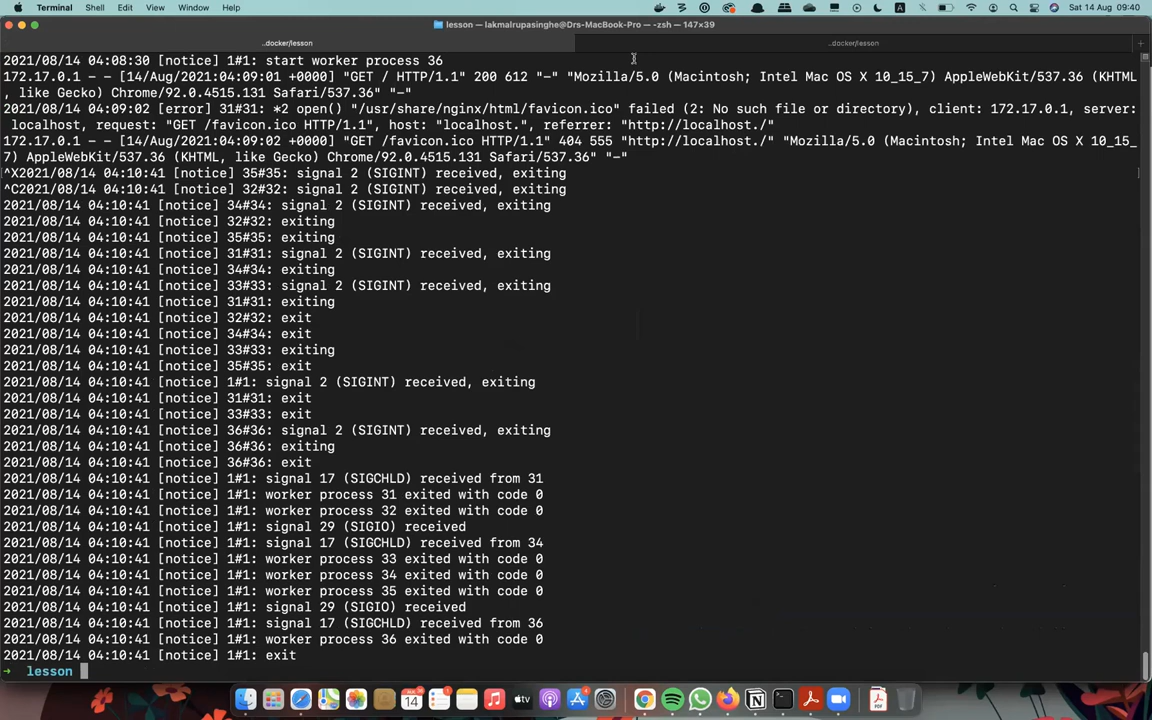 Terminal Shell Edit View Window Help A Sat 14 Aug 09:40
lesson — lakmalrupasinghe@Drs-MacBook-Pro — -zsh — 147×39
..docker/lesson ..docker/lesson +
2021/08/14 04:08:30 [notice] 1#1: start worker process 36
172.17.0.1 - - [14/Aug/2021:04:09:01 +0000] "GET / HTTP/1.1" 200 612 "-" "Mozilla/5.0 (Macintosh; Intel Mac OS X 10_15_7) AppleWebKit/537.36 (KHTML
, like Gecko) Chrome/92.0.4515.131 Safari/537.36" "-"
2021/08/14 04:09:02 [error] 31#31: *2 open() "/usr/share/nginx/html/favicon.ico" failed (2: No such file or directory), client: 172.17.0.1, server:
localhost, request: "GET /favicon.ico HTTP/1.1", host: "localhost.", referrer: "http://localhost./"
172.17.0.1 - - [14/Aug/2021:04:09:02 +0000] "GET /favicon.ico HTTP/1.1" 404 555 "http://localhost./" "Mozilla/5.0 (Macintosh; Intel Mac OS X 10_15_
7) AppleWebKit/537.36 (KHTML, like Gecko) Chrome/92.0.4515.131 Safari/537.36" "-"
^X2021/08/14 04:10:41 [notice] 35#35: signal 2 (SIGINT) received, exiting
^C2021/08/14 04:10:41 [notice] 32#32: signal 2 (SIGINT) received, exiting
2021/08/14 04:10:41 [notice] 34#34: signal 2 (SIGINT) received, exiting
2021/08/14 04:10:41 [notice] 32#32: exiting
2021/08/14 04:10:41 [notice] 35#35: exiting
2021/08/14 04:10:41 [notice] 31#31: signal 2 (SIGINT) received, exiting
2021/08/14 04:10:41 [notice] 34#34: exiting
2021/08/14 04:10:41 [notice] 33#33: signal 2 (SIGINT) received, exiting
2021/08/14 04:10:41 [notice] 31#31: exiting
2021/08/14 04:10:41 [notice] 32#32: exit
2021/08/14 04:10:41 [notice] 34#34: exit
2021/08/14 04:10:41 [notice] 33#33: exiting
2021/08/14 04:10:41 [notice] 35#35: exit
2021/08/14 04:10:41 [notice] 1#1: signal 2 (SIGINT) received, exiting
2021/08/14 04:10:41 [notice] 31#31: exit
2021/08/14 04:10:41 [notice] 33#33: exit
2021/08/14 04:10:41 [notice] 36#36: signal 2 (SIGINT) received, exiting
2021/08/14 04:10:41 [notice] 36#36: exiting
2021/08/14 04:10:41 [notice] 36#36: exit
2021/08/14 04:10:41 [notice] 1#1: signal 17 (SIGCHLD) received from 31
2021/08/14 04:10:41 [notice] 1#1: worker process 31 exited with code 0
2021/08/14 04:10:41 [notice] 1#1: worker process 32 exited with code 0
2021/08/14 04:10:41 [notice] 1#1: signal 29 (SIGIO) received
2021/08/14 04:10:41 [notice] 1#1: signal 17 (SIGCHLD) received from 34
2021/08/14 04:10:41 [notice] 1#1: worker process 33 exited with code 0
2021/08/14 04:10:41 [notice] 1#1: worker process 34 exited with code 0
2021/08/14 04:10:41 [notice] 1#1: worker process 35 exited with code 0
2021/08/14 04:10:41 [notice] 1#1: signal 29 (SIGIO) received
2021/08/14 04:10:41 [notice] 1#1: signal 17 (SIGCHLD) received from 36
2021/08/14 04:10:41 [notice] 1#1: worker process 36 exited with code 0
2021/08/14 04:10:41 [notice] 1#1: exit
→ lesson